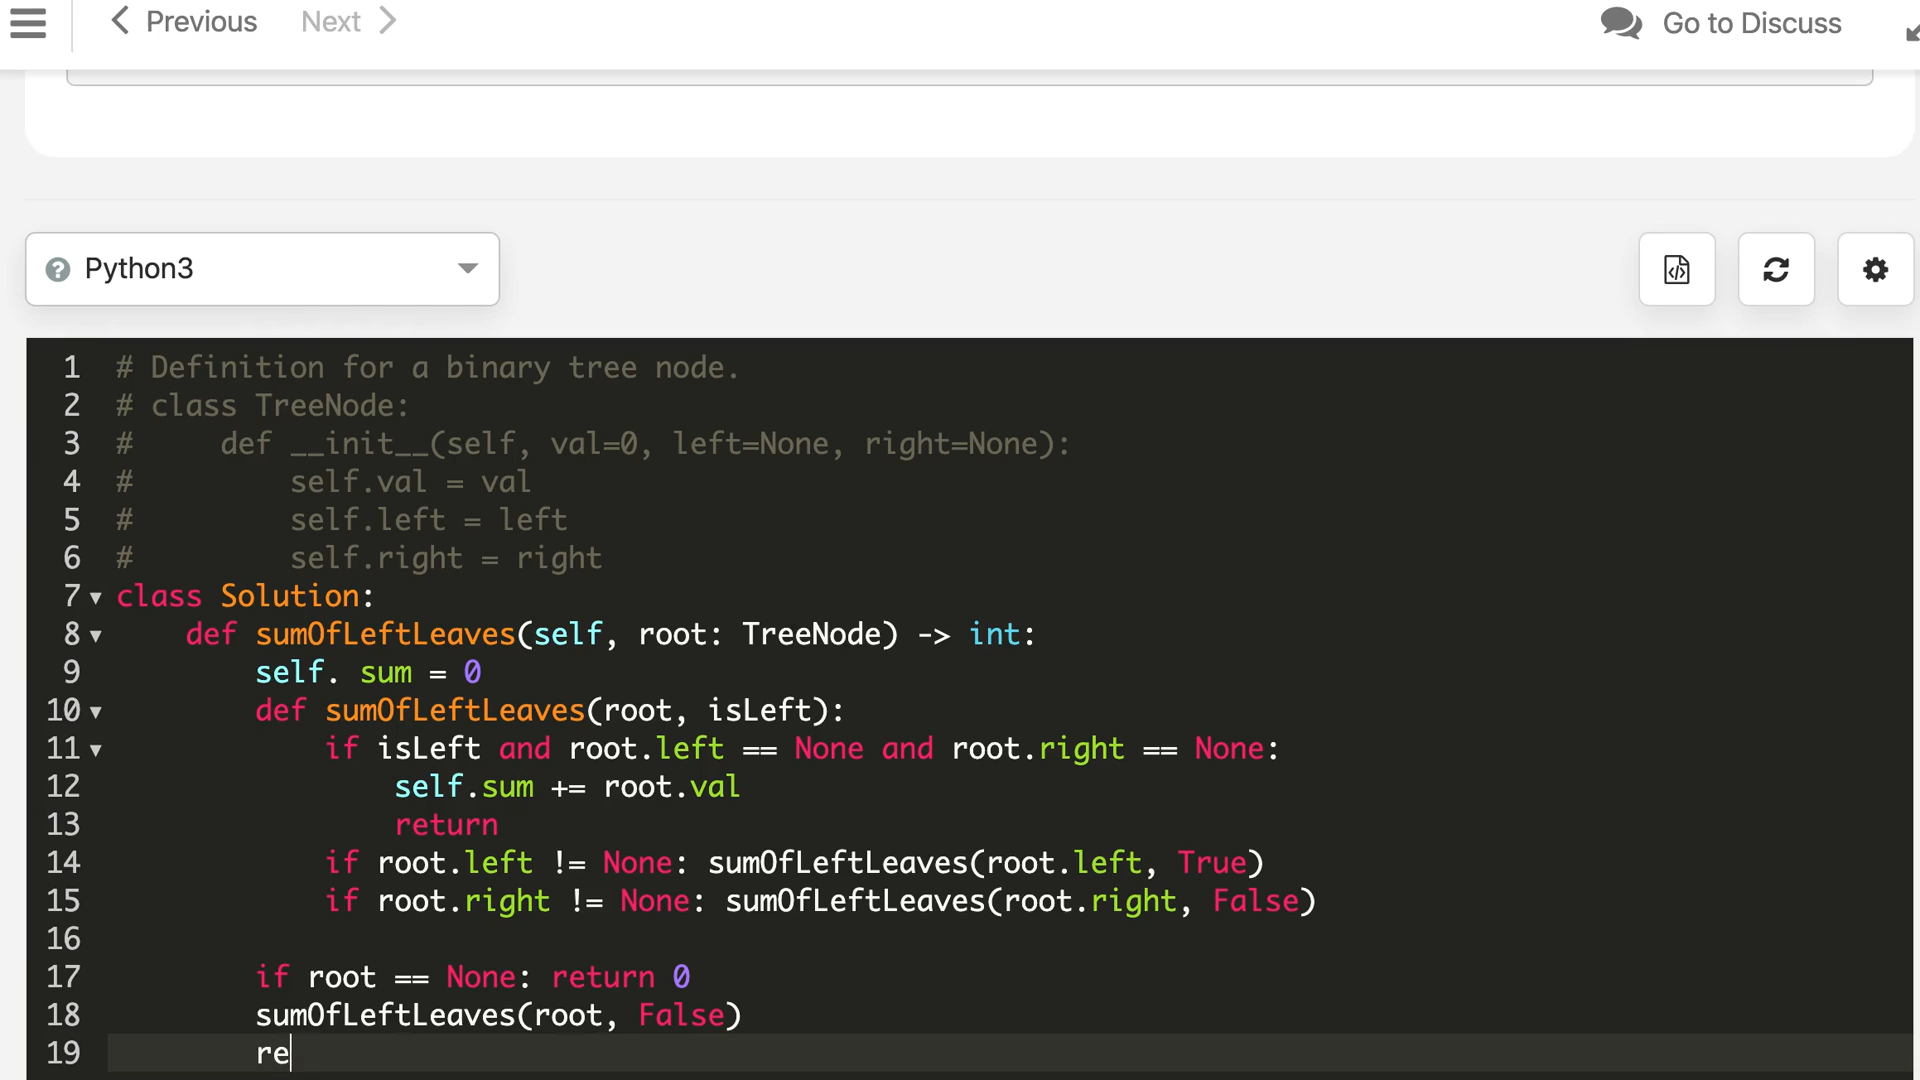 Previous Next Go to Discuss
Python3
1 # Definition for a binary tree node.
2 # class TreeNode:
3 #     def __init__(self, val=0, left=None, right=None):
4 #         self.val = val
5 #         self.left = left
6 #         self.right = right
7 class Solution:
8     def sumOfLeftLeaves(self, root: TreeNode) -> int:
9         self. sum = 0
10         def sumOfLeftLeaves(root, isLeft):
11             if isLeft and root.left == None and root.right == None:
12                 self.sum += root.val
13                 return
14             if root.left != None: sumOfLeftLeaves(root.left, True)
15             if root.right != None: sumOfLeftLeaves(root.right, False)
16
17         if root == None: return 0
18         sumOfLeftLeaves(root, False)
19         re